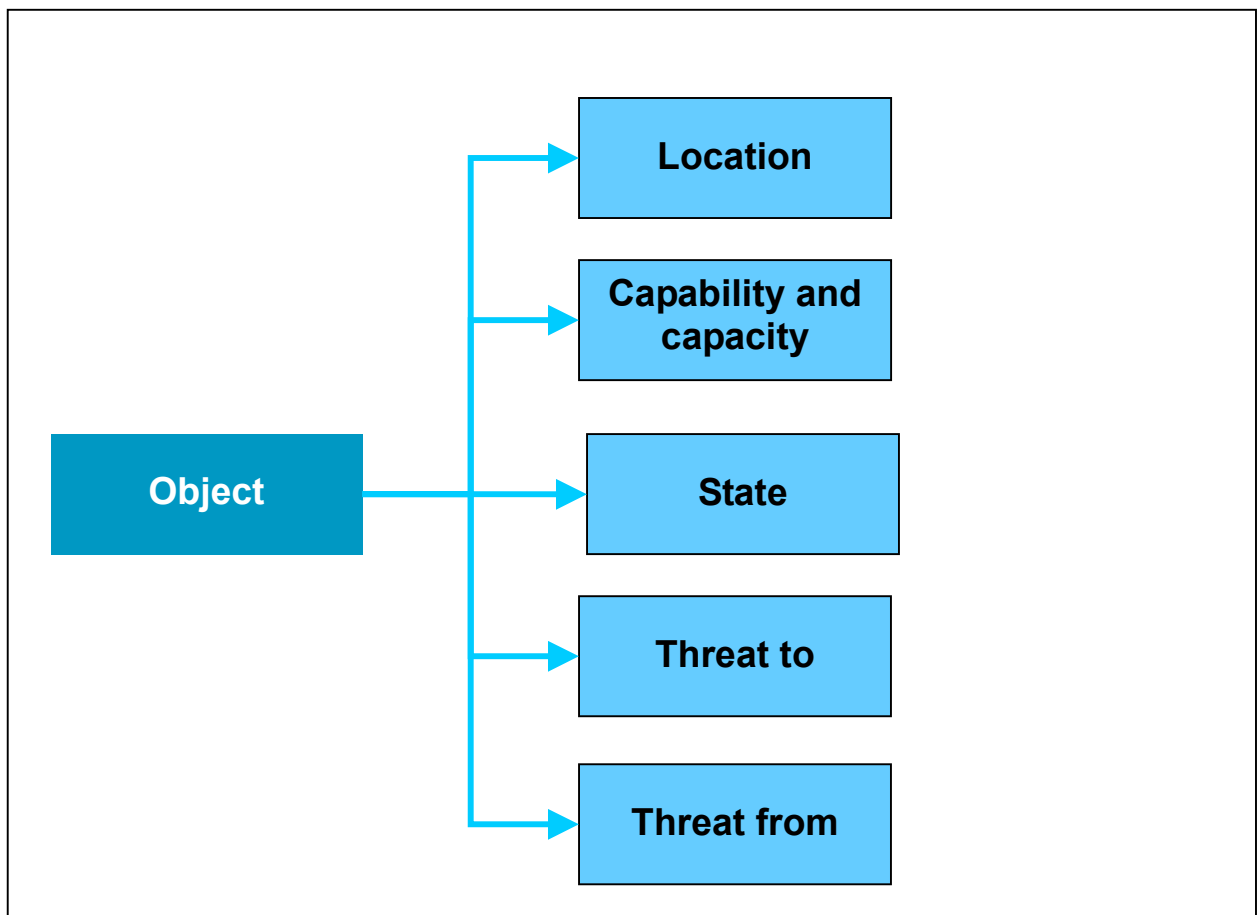 Location
Capability and
capacity
Object
State
Threat to
Threat from